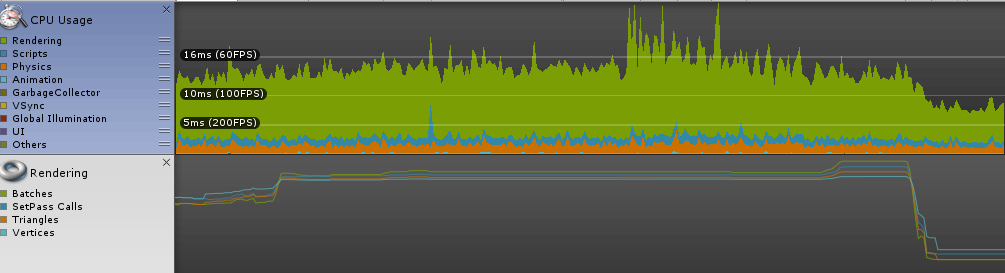 CPU Usage
Rendering
Scripts
Physics
Animation
GarbageCollector
VSync
Global Illumination
UI
Others
16ms (60FPS)
10ms (100FPS)
5ms (200FPS)
Rendering
Batches
SetPass Calls
Triangles
Vertices